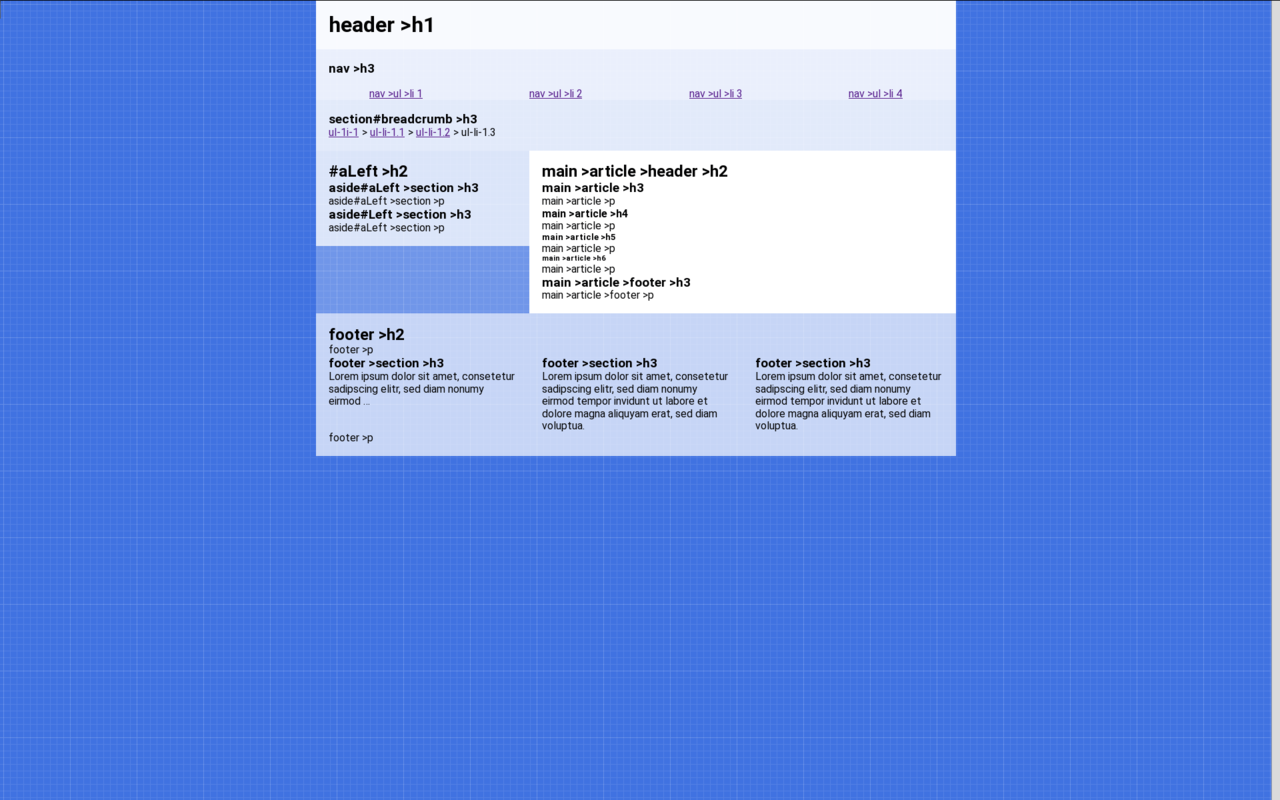 header >h1
nav >h3
nav >ul >li 1 nav >ul >li 2 nav >ul >li 3 nav >ul >li 4
section#breadcrumb >h3
ul-1i-1 > ul-li-1.1 > ul-li-1.2 > ul-li-1.3
#aLeft >h2
aside#aLeft >section >h3
aside#aLeft >section >p
aside#Left >section >h3
aside#aLeft >section >p
main >article >header >h2
main >article >h3
main >article >p
main >article >h4
main >article >p
main >article >h5
main >article >p
main >article >h6
main >article >p
main >article >footer >h3
main >article >footer >p
footer >h2
footer >p
footer >section >h3
Lorem ipsum dolor sit amet, consetetur
sadipscing elitr, sed diam nonumy
eirmod ...
footer >section >h3
Lorem ipsum dolor sit amet, consetetur
sadipscing elitr, sed diam nonumy
eirmod tempor invidunt ut labore et
dolore magna aliquyam erat, sed diam
voluptua.
footer >section >h3
Lorem ipsum dolor sit amet, consetetur
sadipscing elitr, sed diam nonumy
eirmod tempor invidunt ut labore et
dolore magna aliquyam erat, sed diam
voluptua.
footer >p